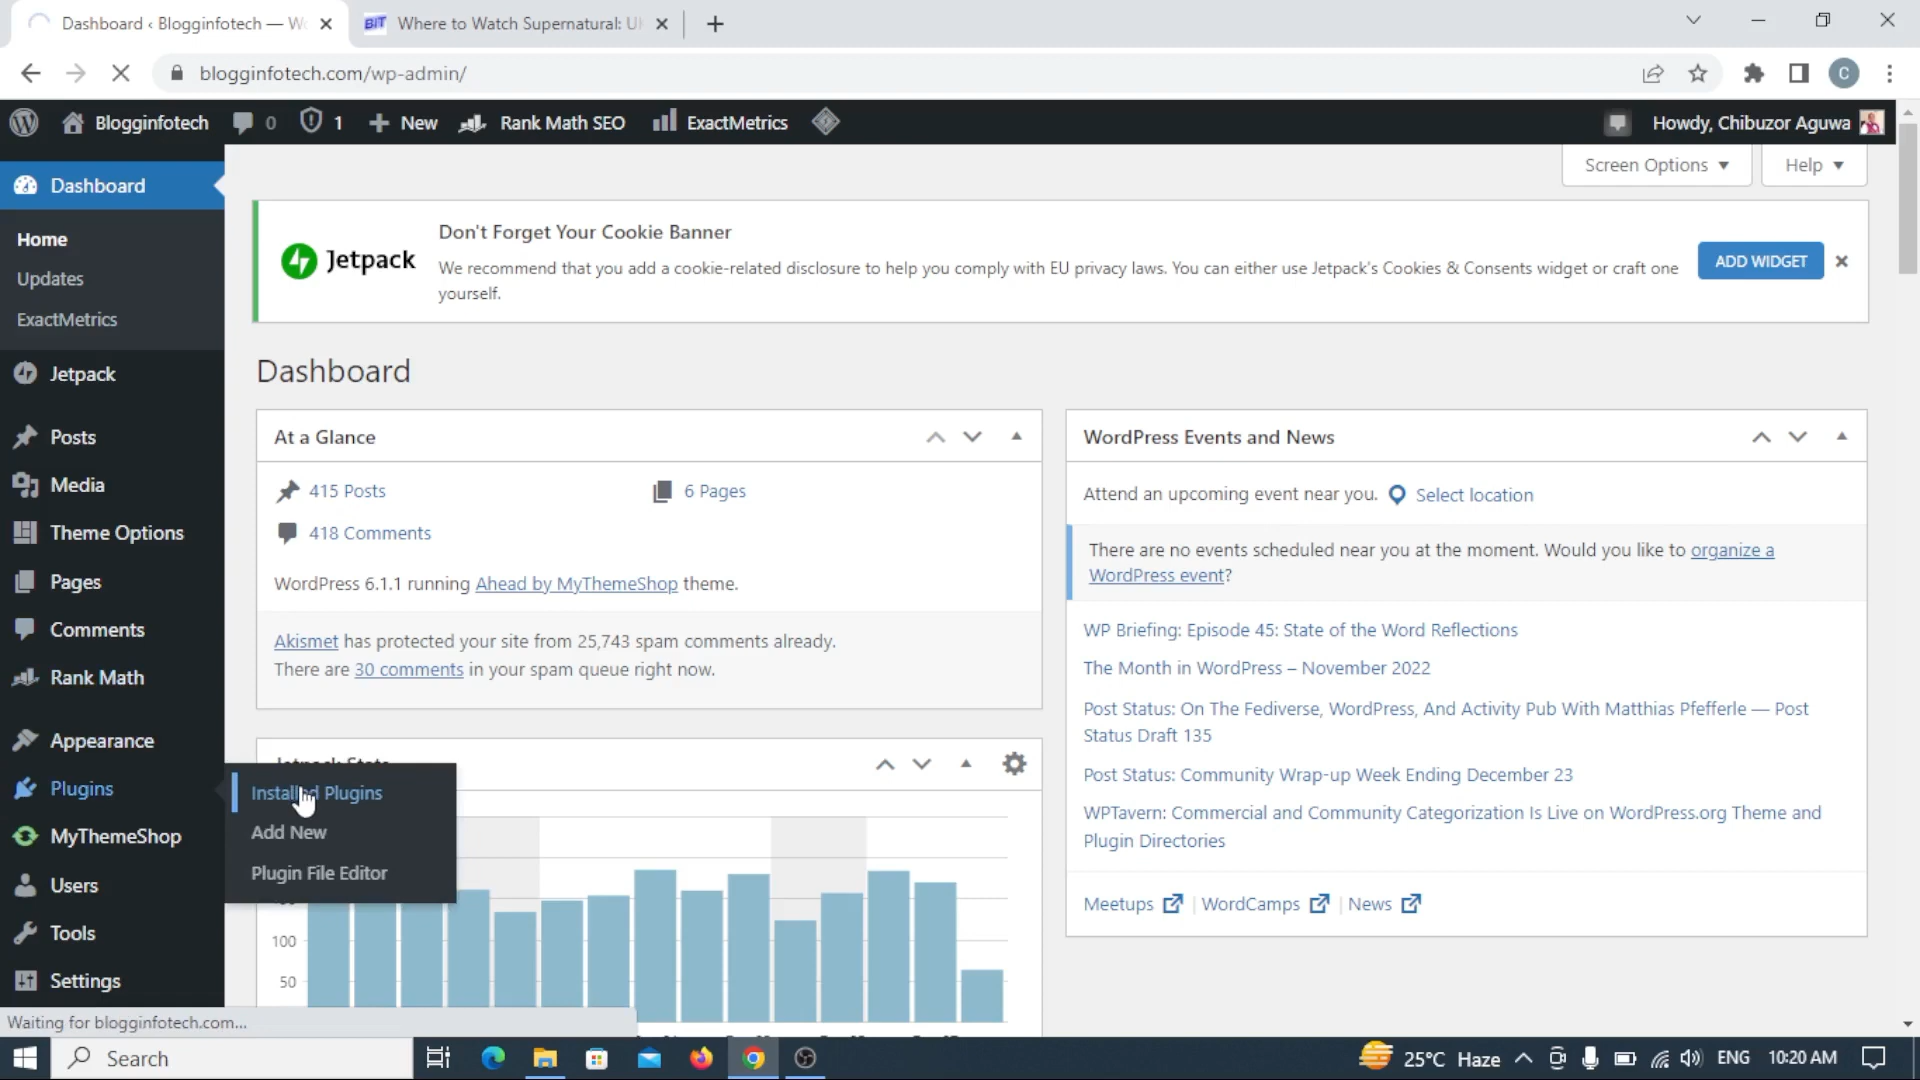 Dashboard ‹ Blogginfotech — Wo
BIT Where to Watch Supernatural: U
blogginfotech.com/wp-admin/
C
Blogginfotech 0 1 New Rank Math SEO ExactMetrics
Howdy, Chibuzor Aguwa
Screen Options Help
Dashboard
Home
Updates
ExactMetrics
Jetpack
Posts
Media
Theme Options
Pages
Comments
Rank Math
Appearance
Plugins
MyThemeShop
Users
Tools
Settings
Installed Plugins
Add New
Plugin File Editor
Jetpack
Don't Forget Your Cookie Banner
We recommend that you add a cookie-related disclosure to help you comply with EU privacy laws. You can either use Jetpack's Cookies & Consents widget or craft one
yourself.
ADD WIDGET
Dashboard
At a Glance
415 Posts 6 Pages
418 Comments
WordPress 6.1.1 running Ahead by MyThemeShop theme.
Akismet has protected your site from 25,743 spam comments already.
There are 30 comments in your spam queue right now.
Jetpack Stats
100
50
WordPress Events and News
Attend an upcoming event near you. Select location
There are no events scheduled near you at the moment. Would you like to organize a
WordPress event?
WP Briefing: Episode 45: State of the Word Reflections
The Month in WordPress – November 2022
Post Status: On The Fediverse, WordPress, And Activity Pub With Matthias Pfefferle — Post
Status Draft 135
Post Status: Community Wrap-up Week Ending December 23
WPTavern: Commercial and Community Categorization Is Live on WordPress.org Theme and
Plugin Directories
Meetups | WordCamps | News
Waiting for blogginfotech.com...
Search
25°C Haze ENG 10:20 AM